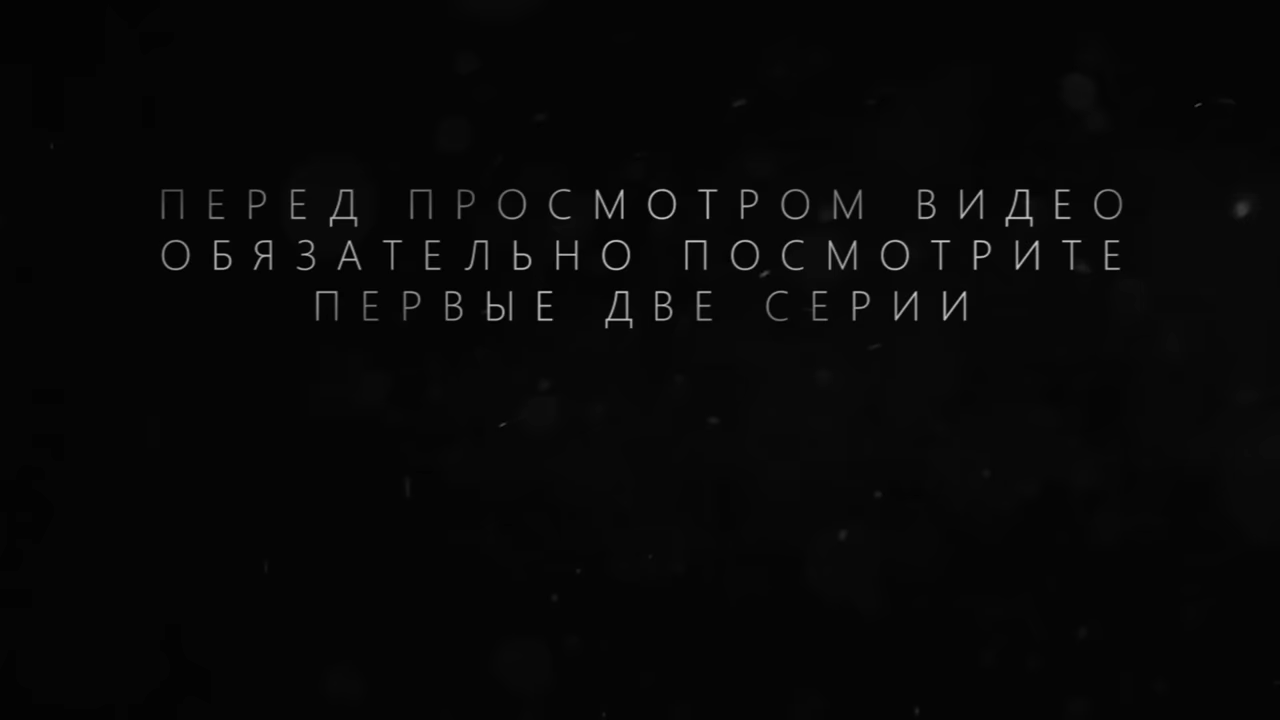 ПЕРЕД ПРОСМОТРОМ ВИДЕО
ОБЯЗАТЕЛЬНО ПОСМОТРИТЕ
ПЕРВЫЕ ДВЕ СЕРИИ